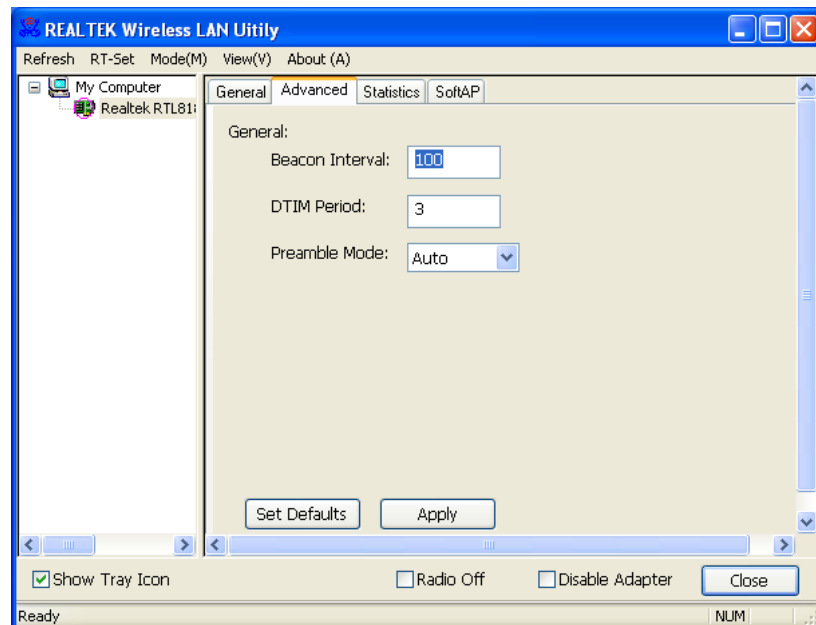 REALTEK Wireless LAN Uitily
Refresh RT-Set Mode(M) View(V) About (A)
My Computer
Realtek RTL818
General Advanced Statistics SoftAP
General:
Beacon Interval: 100
DTIM Period: 3
Preamble Mode: Auto
Set Defaults Apply
Show Tray Icon Radio Off Disable Adapter Close
Ready NUM